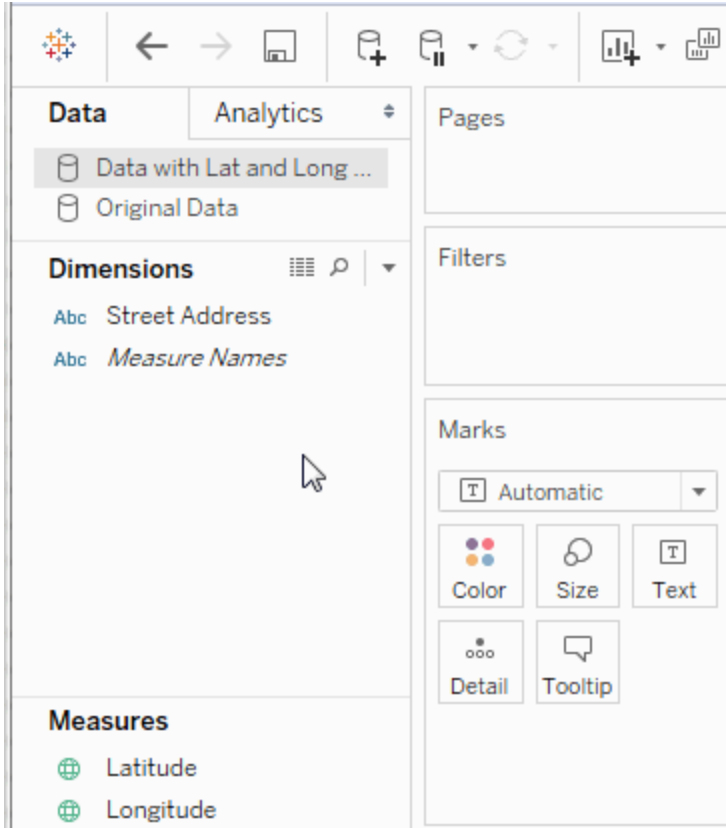 Data
Analytics
Data with Lat and Long ...
Original Data
Dimensions
Abc Street Address
Abc Measure Names
Measures
Latitude
Longitude
Pages
Filters
Marks
T Automatic
Color
Size
T
Text
Detail
Tooltip